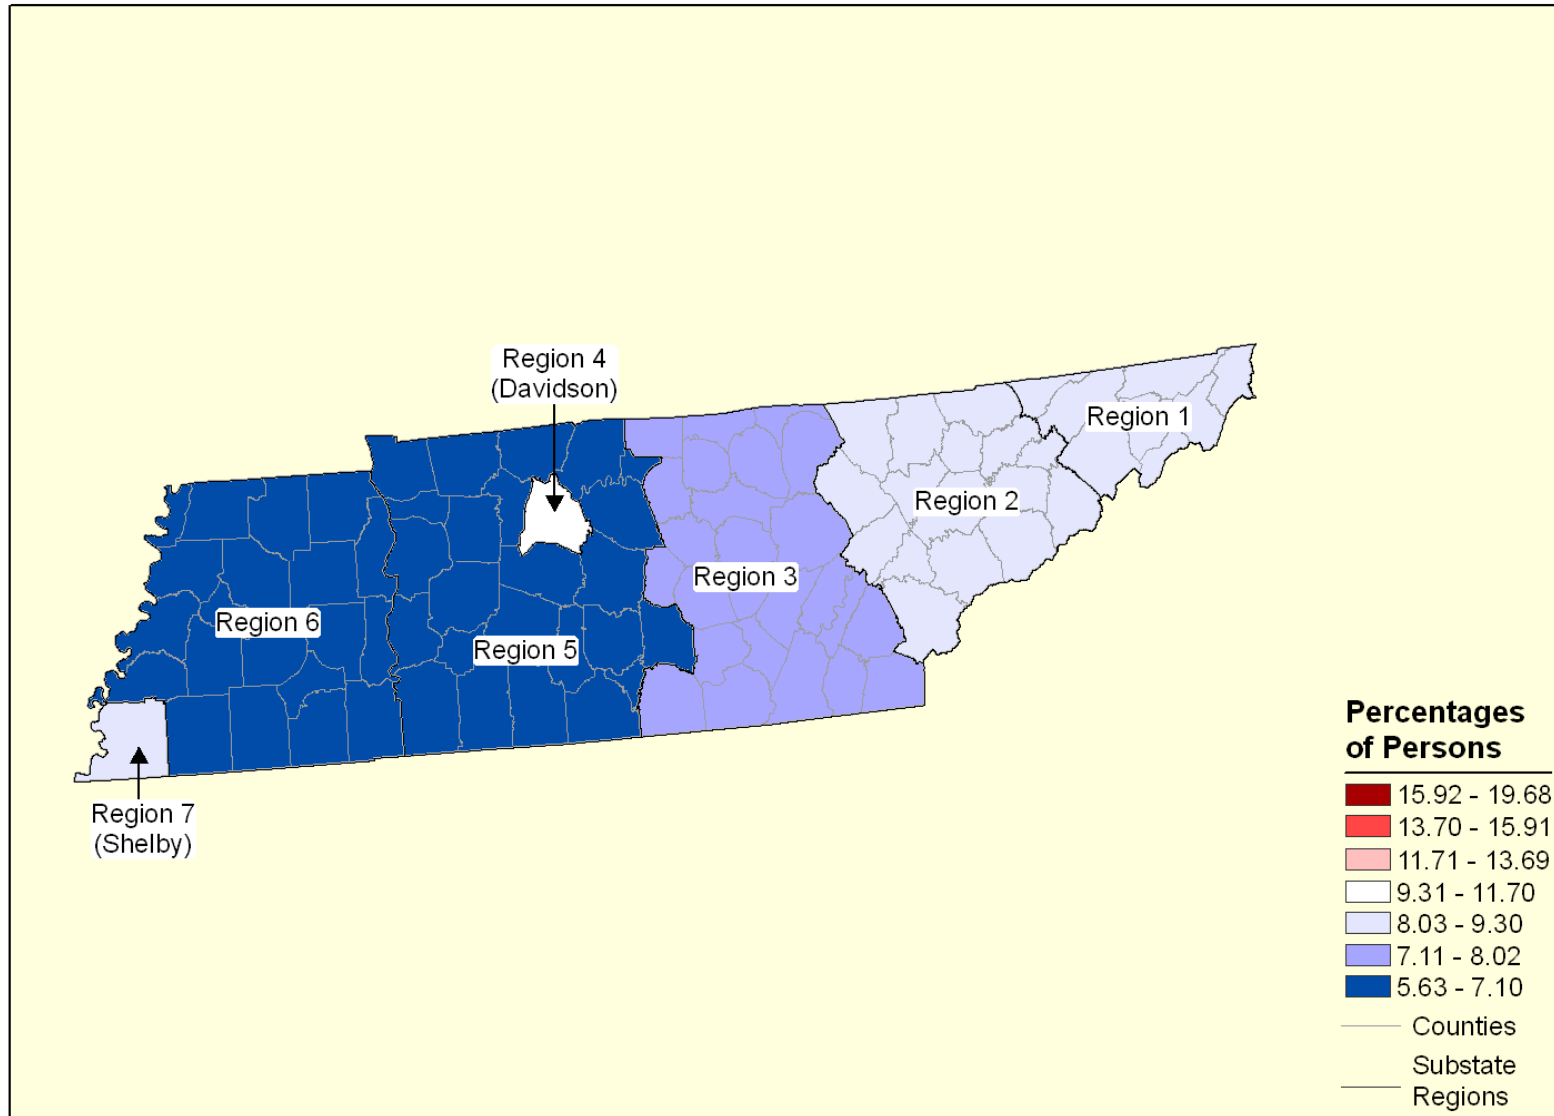 Region 4
(Davidson)
Region 1
Region 2
Region 3
Region 6
Region 5
Region 7
(Shelby)
Percentages
of Persons
15.92 - 19.68
13.70 - 15.91
11.71 - 13.69
9.31 - 11.70
8.03 - 9.30
7.11 - 8.02
5.63 - 7.10
Counties
Substate
Regions